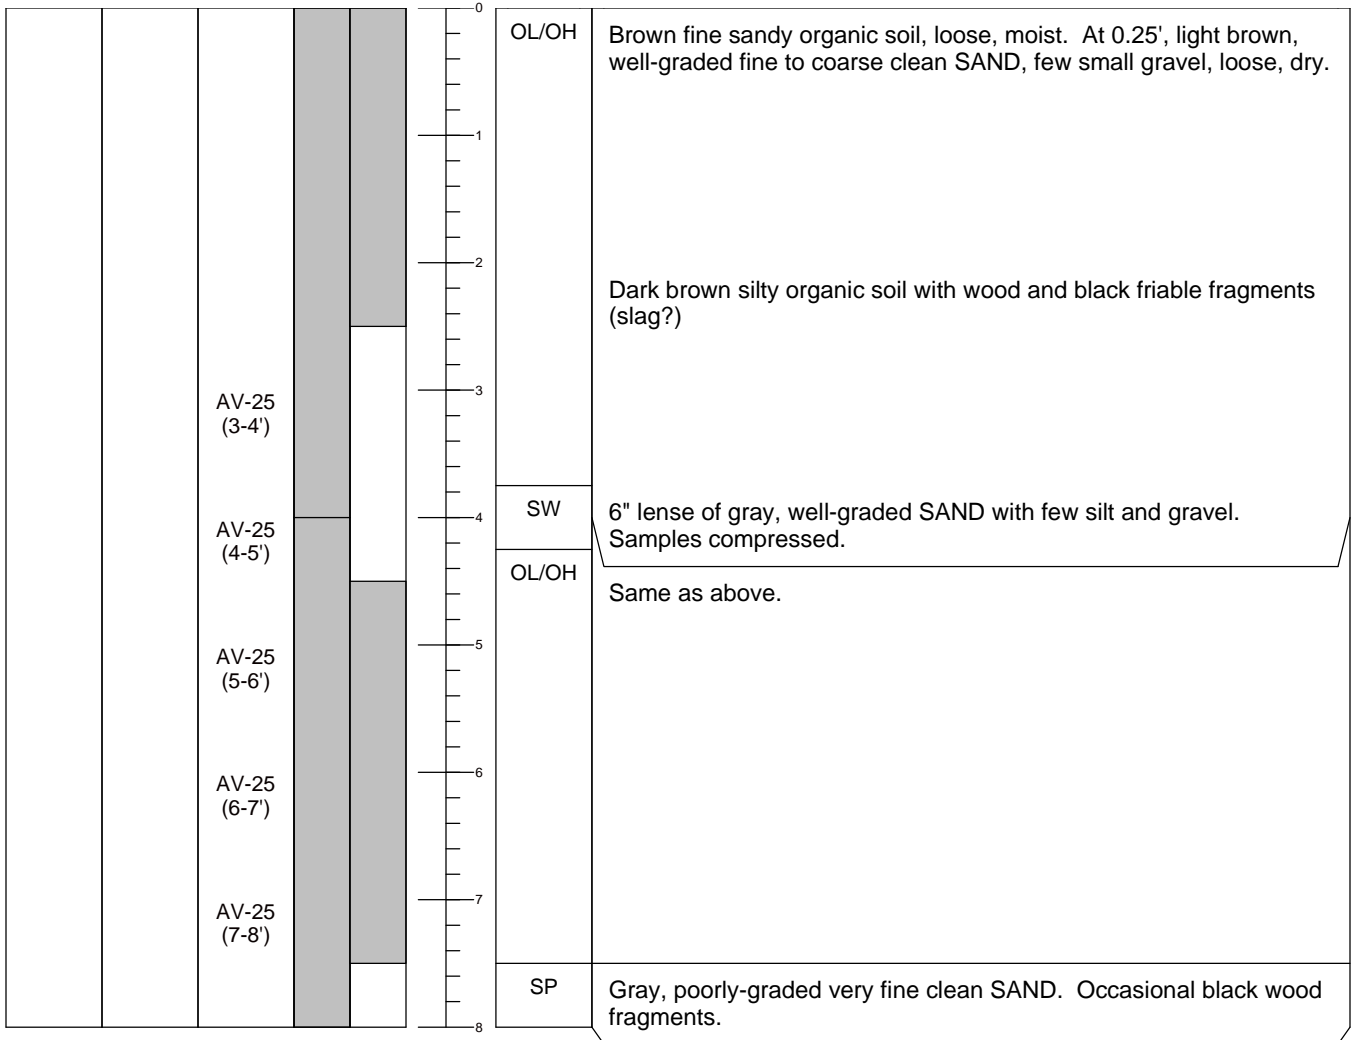 0
OL/OH
Brown fine sandy organic soil, loose, moist.  At 0.25', light brown,
well-graded fine to coarse clean SAND, few small gravel, loose, dry.
1
2
Dark brown silty organic soil with wood and black friable fragments
(slag?)
3
AV-25
(3-4')
SW
6" lense of gray, well-graded SAND with few silt and gravel.
Samples compressed.
4
AV-25
(4-5')
OL/OH
Same as above.
5
AV-25
(5-6')
6
AV-25
(6-7')
7
AV-25
(7-8')
SP
Gray, poorly-graded very fine clean SAND.  Occasional black wood
fragments.
8